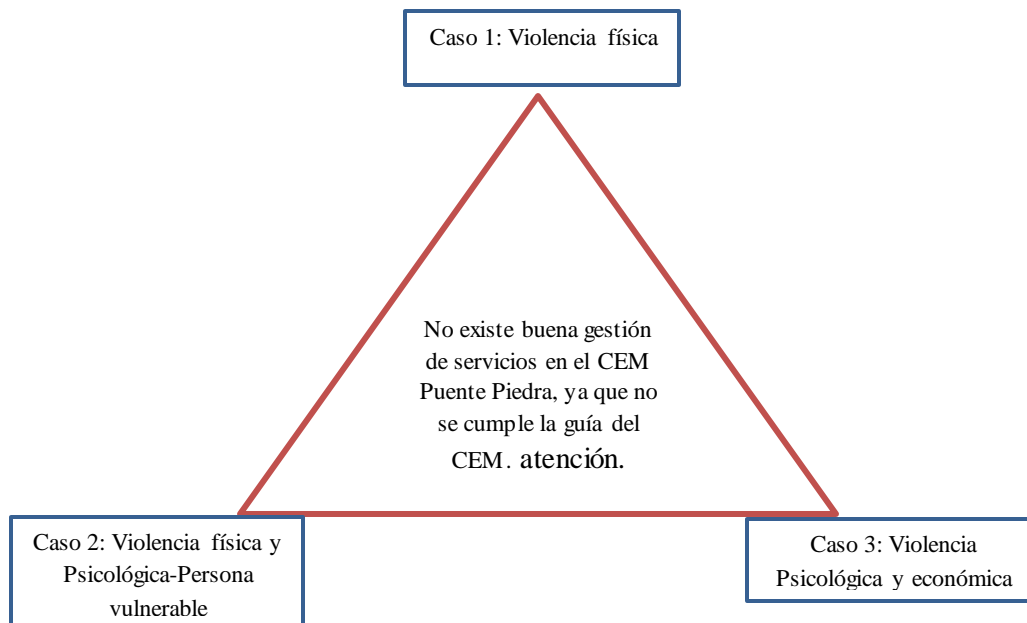 Caso 1: Violencia física
No existe buena gestión
de servicios en el CEM
Puente Piedra, ya que no
se cumple la guía del
CEM. atención.
Caso 2: Violencia física y
Psicológica-Persona
vulnerable
Caso 3: Violencia
Psicológica y económica